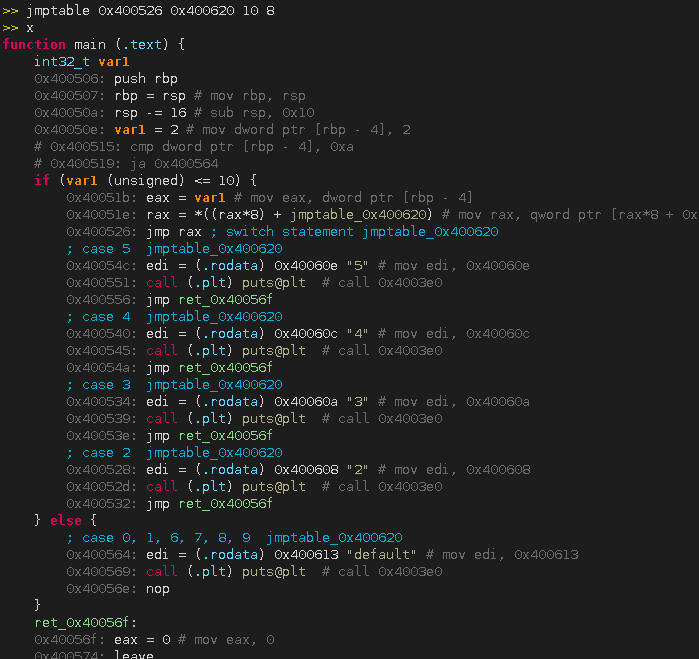 >> jmptable 0x400526 0x400620 10 8
>> x
function main (.text) {
    int32_t var1
    0x400506: push rbp
    0x400507: rbp = rsp # mov rbp, rsp
    0x40050a: rsp -= 16 # sub rsp, 0x10
    0x40050e: var1 = 2 # mov dword ptr [rbp - 4], 2
    # 0x400515: cmp dword ptr [rbp - 4], 0xa
    # 0x400519: ja 0x400564
    if (var1 (unsigned) <= 10) {
        0x40051b: eax = var1 # mov eax, dword ptr [rbp - 4]
        0x40051e: rax = *((rax*8) + jmptable_0x400620) # mov rax, qword ptr [rax*8 + 0x
        0x400526: jmp rax ; switch statement jmptable_0x400620
        ; case 5  jmptable_0x400620
        0x40054c: edi = (.rodata) 0x40060e "5" # mov edi, 0x40060e
        0x400551: call (.plt) puts@plt  # call 0x4003e0
        0x400556: jmp ret_0x40056f
        ; case 4  jmptable_0x400620
        0x400540: edi = (.rodata) 0x40060c "4" # mov edi, 0x40060c
        0x400545: call (.plt) puts@plt  # call 0x4003e0
        0x40054a: jmp ret_0x40056f
        ; case 3  jmptable_0x400620
        0x400534: edi = (.rodata) 0x40060a "3" # mov edi, 0x40060a
        0x400539: call (.plt) puts@plt  # call 0x4003e0
        0x40053e: jmp ret_0x40056f
        ; case 2  jmptable_0x400620
        0x400528: edi = (.rodata) 0x400608 "2" # mov edi, 0x400608
        0x40052d: call (.plt) puts@plt  # call 0x4003e0
        0x400532: jmp ret_0x40056f
    } else {
        ; case 0, 1, 6, 7, 8, 9  jmptable_0x400620
        0x400564: edi = (.rodata) 0x400613 "default" # mov edi, 0x400613
        0x400569: call (.plt) puts@plt  # call 0x4003e0
        0x40056e: nop
    }
    ret_0x40056f:
    0x40056f: eax = 0 # mov eax, 0
    0x400574: leave